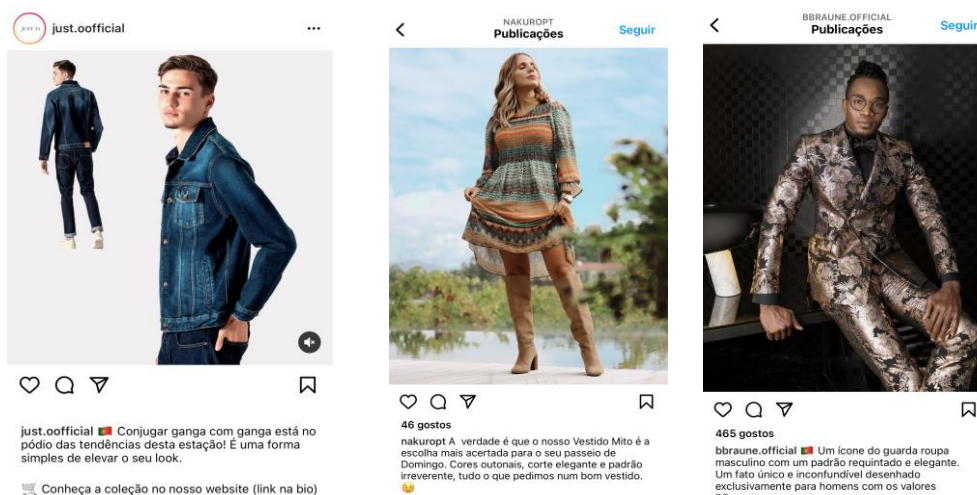 JUST-O
just.oofficial
just.oofficial 🇵🇹 Conjugar ganga com ganga está no
pódio das tendências desta estação! É uma forma
simples de elevar o seu look.
🛒 Conheça a coleção no nosso website (link na bio)
NAKUROPT
Publicações
Seguir
46 gostos
nakuropt A verdade é que o nosso Vestido Mito é a
escolha mais acertada para o seu passeio de
Domingo. Cores outonais, corte elegante e padrão
irreverente, tudo o que pedimos num bom vestido.
😉
BBRAUNE.OFFICIAL
Publicações
Seguir
465 gostos
bbraune.official 🇵🇹 Um ícone do guarda roupa
masculino com um padrão requintado e elegante.
Um fato único e inconfundível desenhado
exclusivamente para homens com os valores